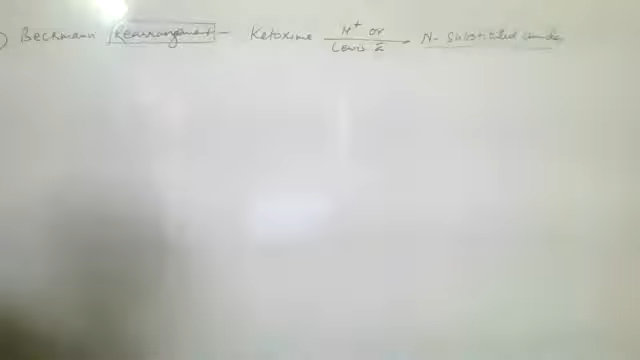 ) Beckmann Rearrangement - Ketoxime H+ or Lewis a N- Substituted amide